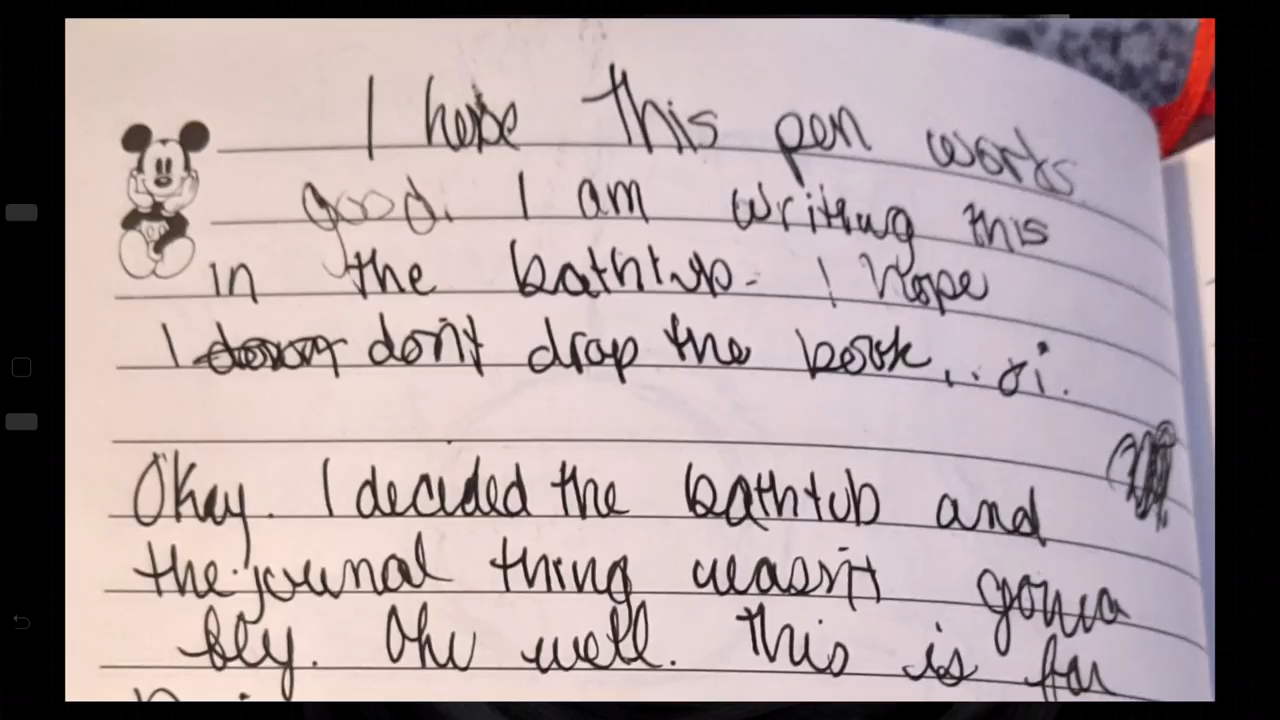 I hope this pen works
good. I am writing this
in the bathtub. I hope
I don't drop the book...
Okay. I decided the bathtub and
the journal thing wasn't gonna
fly. Oh well. This is far